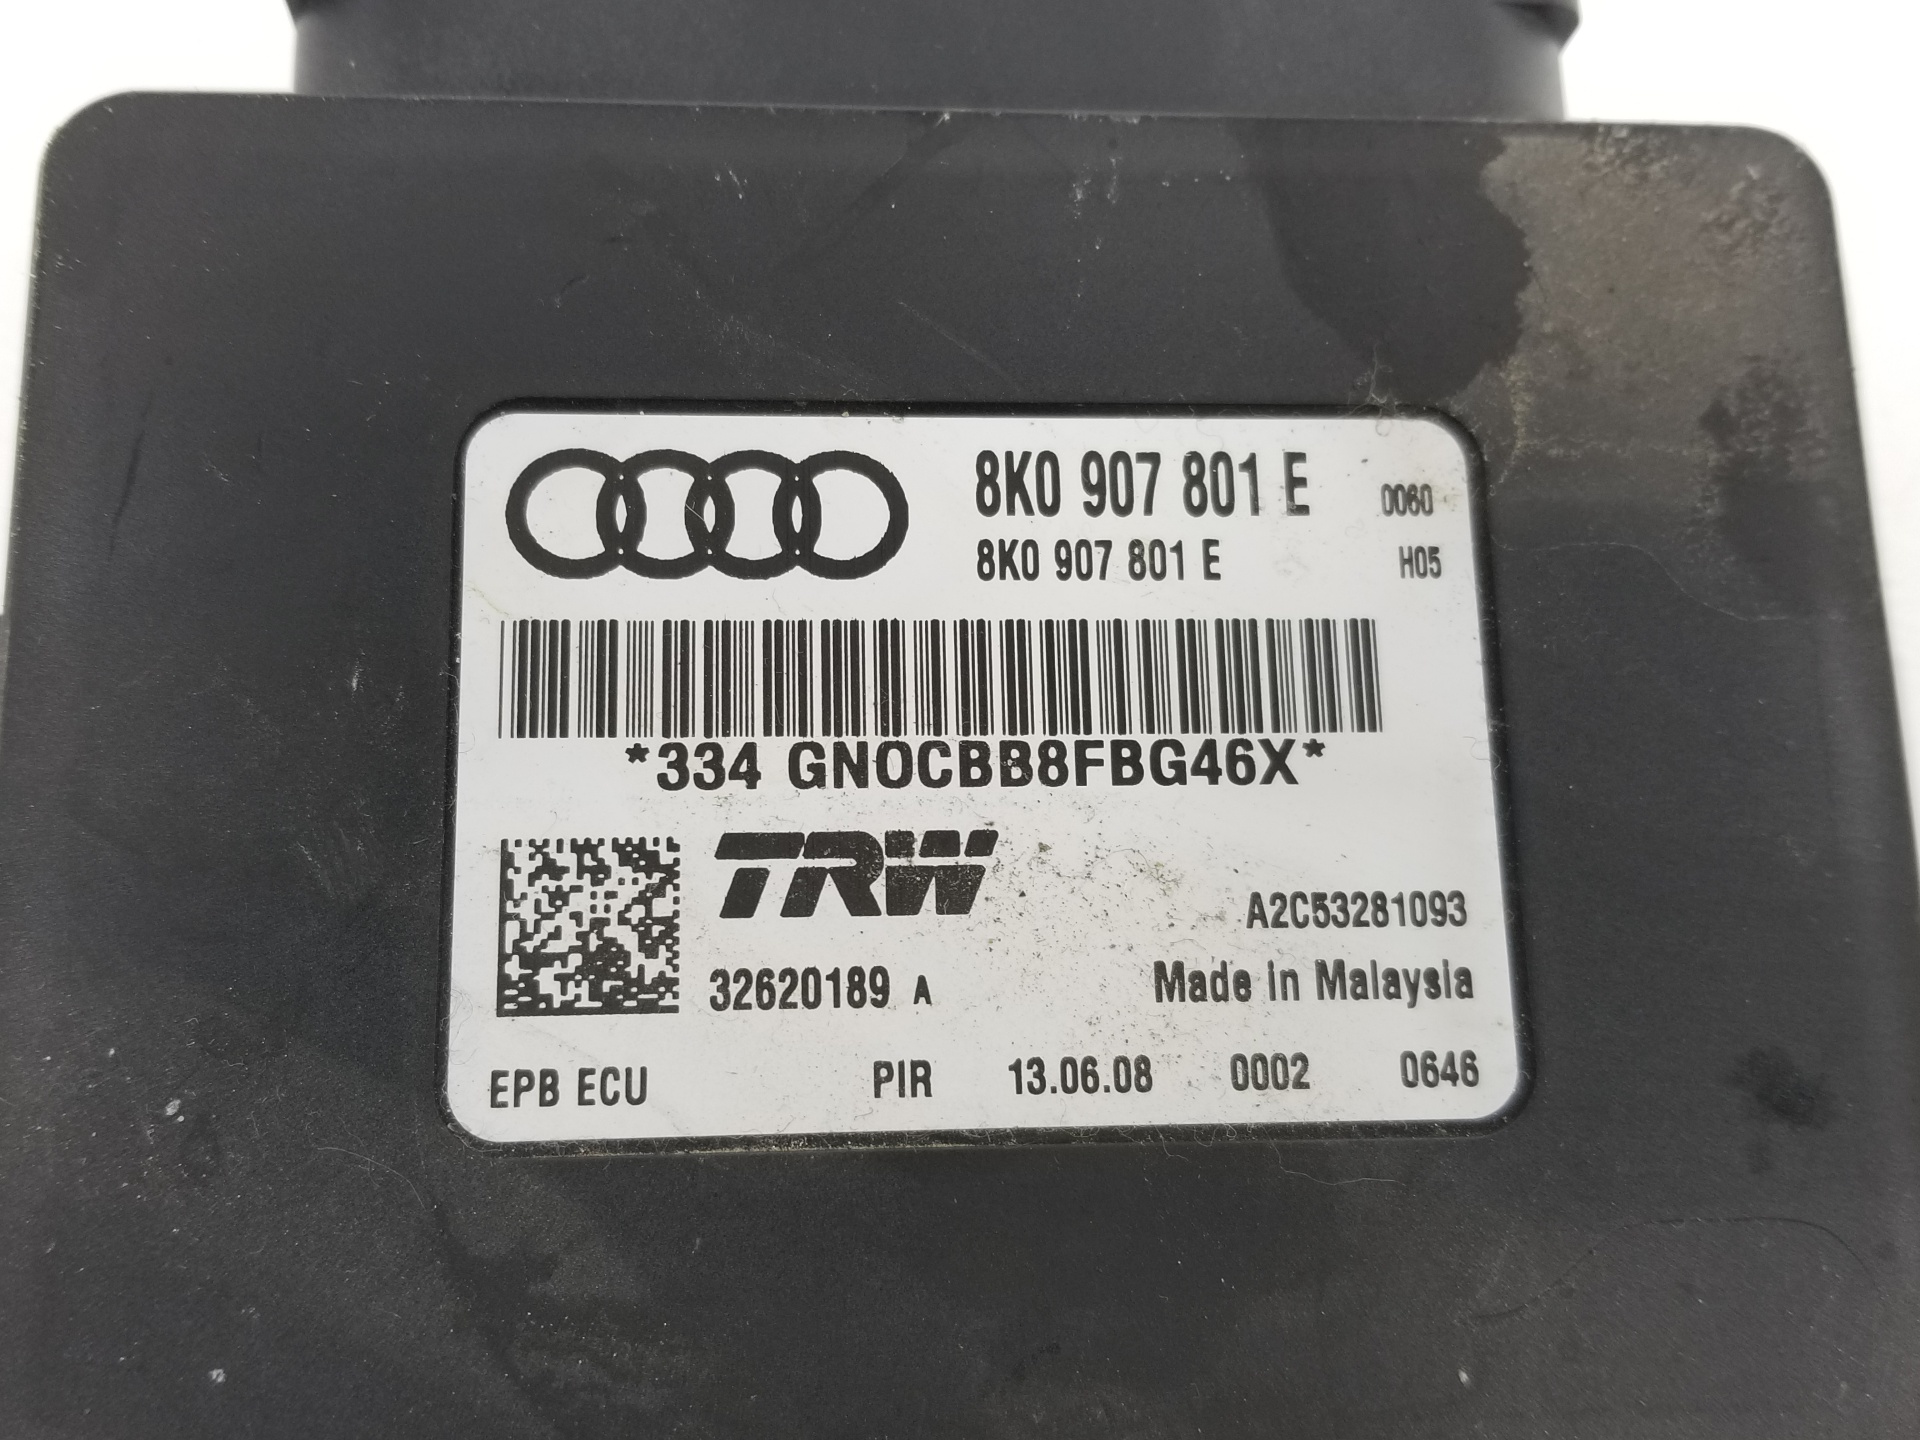 8K0 907 801 E 0060
8K0 907 801 E H05
*334 GN0CBB8FBG46X*
TRW
A2C53281093
32620189 A Made in Malaysia
EPB ECU PIR 13.06.08 0002 0646